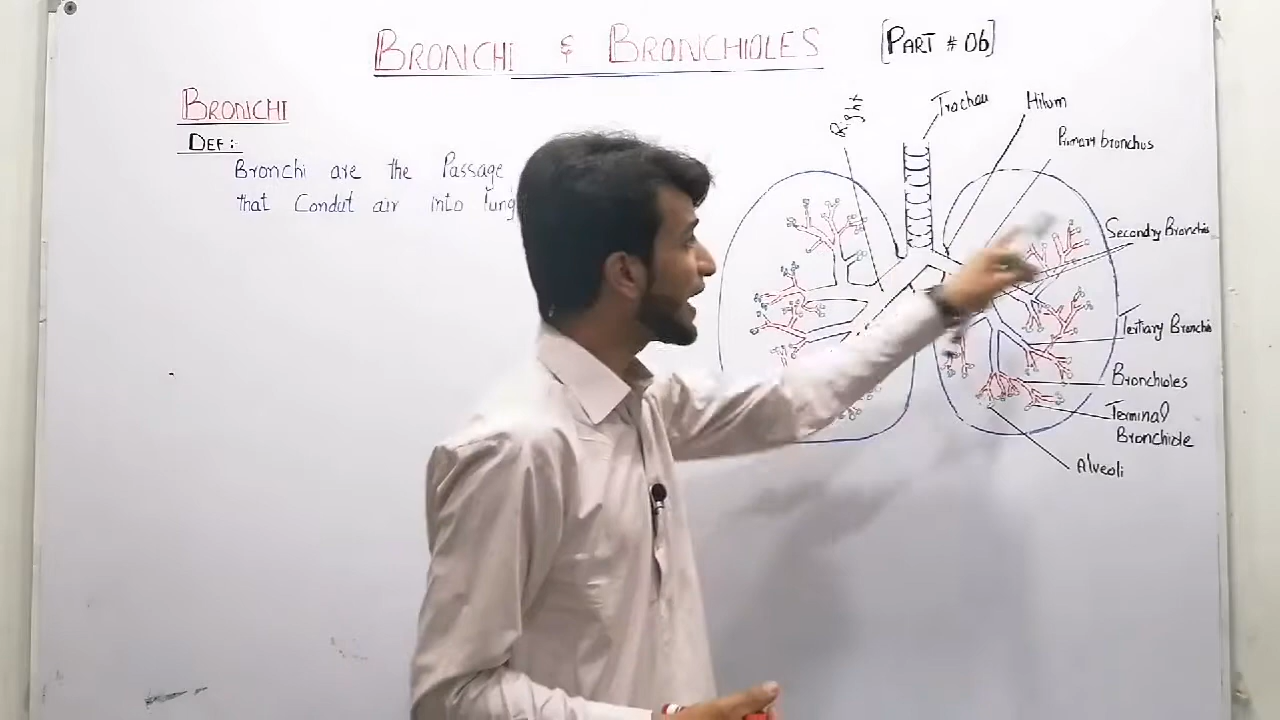 BRONCHI & BRONCHIOLES [PART # 06]
BRONCHI
DEF:-
Bronchi are the Passage
that Condut air into lung
Right
Trachea
Hilum
Primary bronchus
Secondry Bronchis
Tertiary Bronchis
Bronchioles
Terminal
Bronchiole
Alveoli